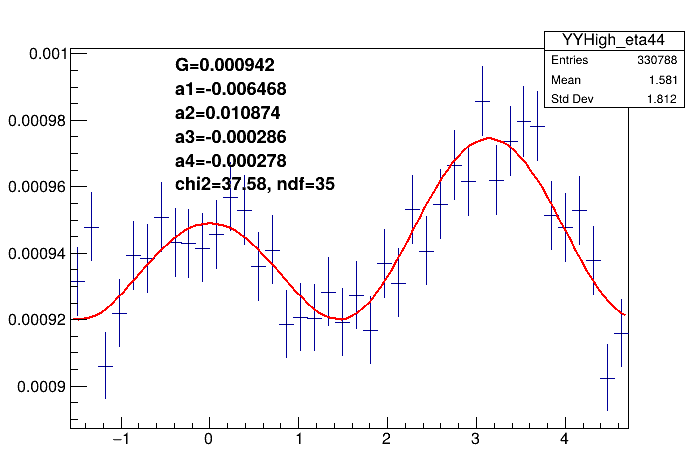 YYHigh_eta44
Entries 330788
Mean 1.581
Std Dev 1.812
G=0.000942
a1=-0.006468
a2=0.010874
a3=-0.000286
a4=-0.000278
chi2=37.58, ndf=35
0.001
0.00098
0.00096
0.00094
0.00092
0.0009
−1 0 1 2 3 4